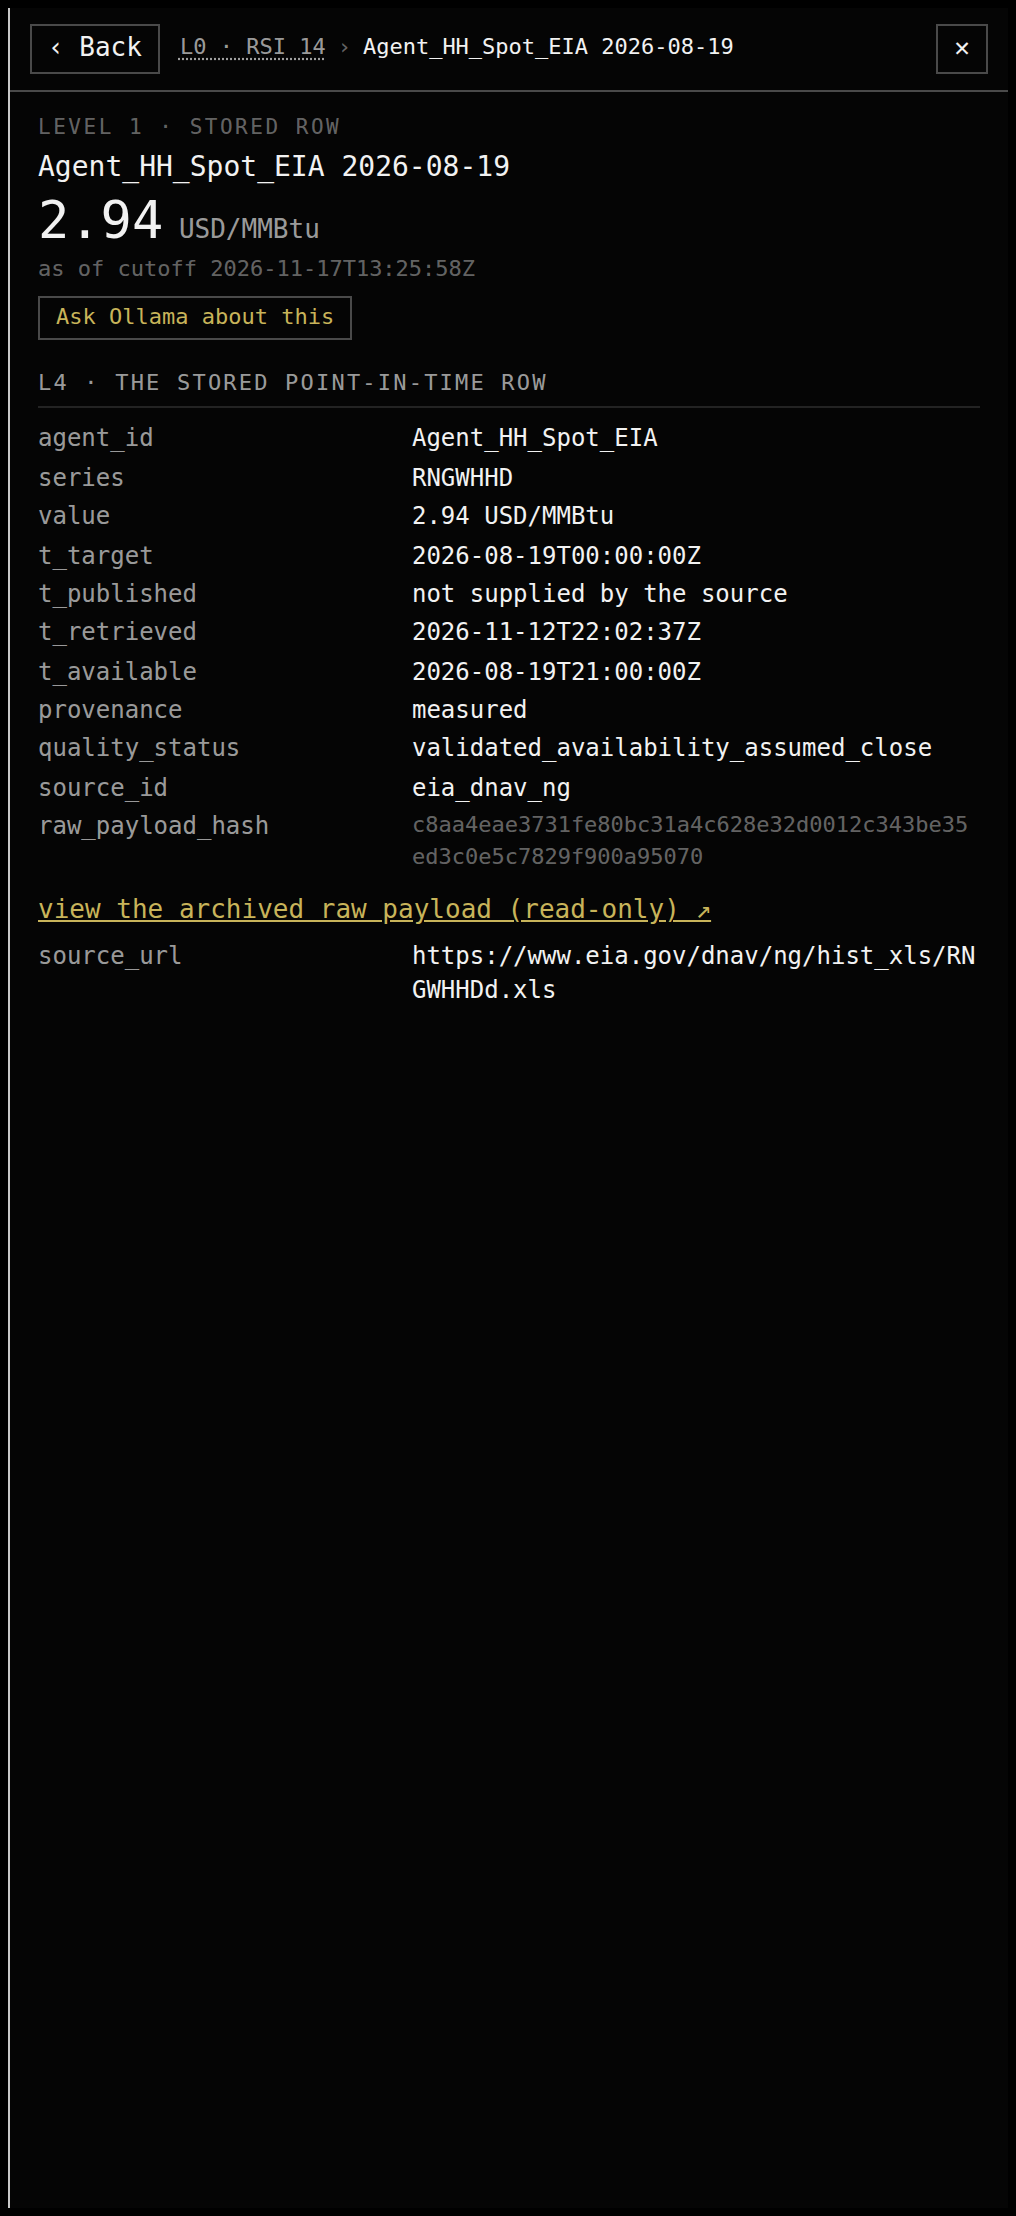 ‹ Back L0 · RSI 14 › Agent_HH_Spot_EIA 2026-08-19 ×
LEVEL 1 · STORED ROW
Agent_HH_Spot_EIA 2026-08-19
2.94 USD/MMBtu
as of cutoff 2026-11-17T13:25:58Z
Ask Ollama about this
L4 · THE STORED POINT-IN-TIME ROW
agent_id Agent_HH_Spot_EIA
series RNGWHHD
value 2.94 USD/MMBtu
t_target 2026-08-19T00:00:00Z
t_published not supplied by the source
t_retrieved 2026-11-12T22:02:37Z
t_available 2026-08-19T21:00:00Z
provenance measured
quality_status validated_availability_assumed_close
source_id eia_dnav_ng
raw_payload_hash c8aa4eae3731fe80bc31a4c628e32d0012c343be35
ed3c0e5c7829f900a95070
view the archived raw payload (read-only) ↗
source_url https://www.eia.gov/dnav/ng/hist_xls/RN
GWHHDd.xls